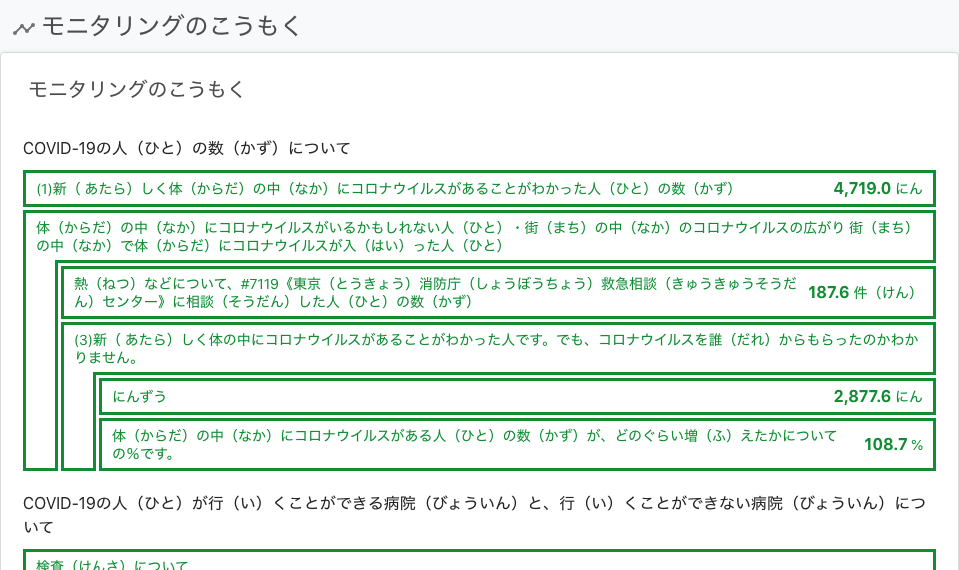 モニタリングのこうもく
モニタリングのこうもく
COVID-19の人（ひと）の数（かず）について
(1)新（ あたら）しく体（からだ）の中（なか）にコロナウイルスがあることがわかった人（ひと）の数（かず） 4,719.0 にん
体（からだ）の中（なか）にコロナウイルスがいるかもしれない人（ひと）・街（まち）の中（なか）のコロナウイルスの広がり 街（まち）
の中（なか）で体（からだ）にコロナウイルスが入（はい）った人（ひと）
熱（ねつ）などについて、#7119《東京（とうきょう）消防庁（しょうぼうちょう）救急相談（きゅうきゅうそうだ
ん）センター》に相談（そうだん）した人（ひと）の数（かず） 187.6 件（けん）
(3)新（ あたら）しく体の中にコロナウイルスがあることがわかった人です。でも、コロナウイルスを誰（だれ）からもらったのかわか
りません。
にんずう 2,877.6 にん
体（からだ）の中（なか）にコロナウイルスがある人（ひと）の数（かず）が、どのぐらい増（ふ）えたかについて
の%です。 108.7 %
COVID-19の人（ひと）が行（い）くことができる病院（びょういん）と、行（い）くことができない病院（びょういん）につ
いて
検査（けんさ）について